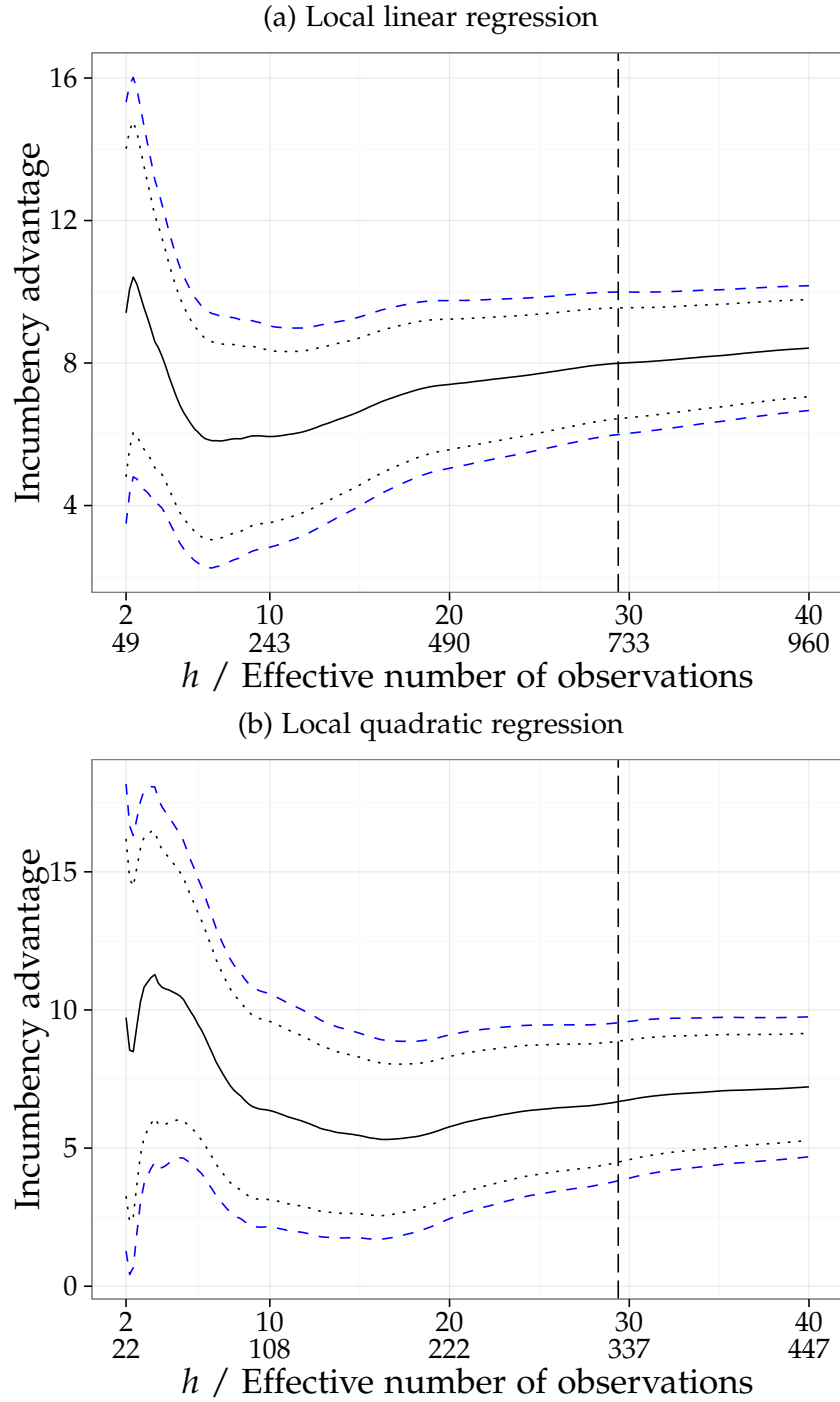 (a) Local linear regression
Incumbency advantage
16
12
8
4
2 10 20 30 40
49 243 490 733 960
h / Effective number of observations
(b) Local quadratic regression
Incumbency advantage
15
10
5
0
2 10 20 30 40
22 108 222 337 447
h / Effective number of observations